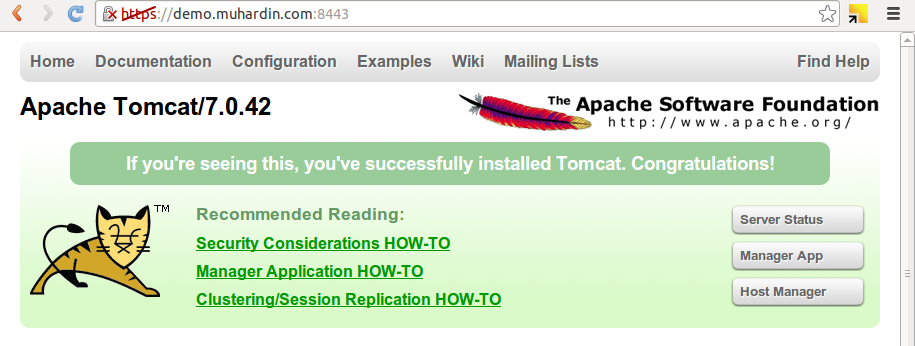 https://demo.muhardin.com:8443
Home Documentation Configuration Examples Wiki Mailing Lists Find Help
Apache Tomcat/7.0.42
The Apache Software Foundation
http://www.apache.org/
If you're seeing this, you've successfully installed Tomcat. Congratulations!
TM
Recommended Reading:
Security Considerations HOW-TO
Manager Application HOW-TO
Clustering/Session Replication HOW-TO
Server Status
Manager App
Host Manager